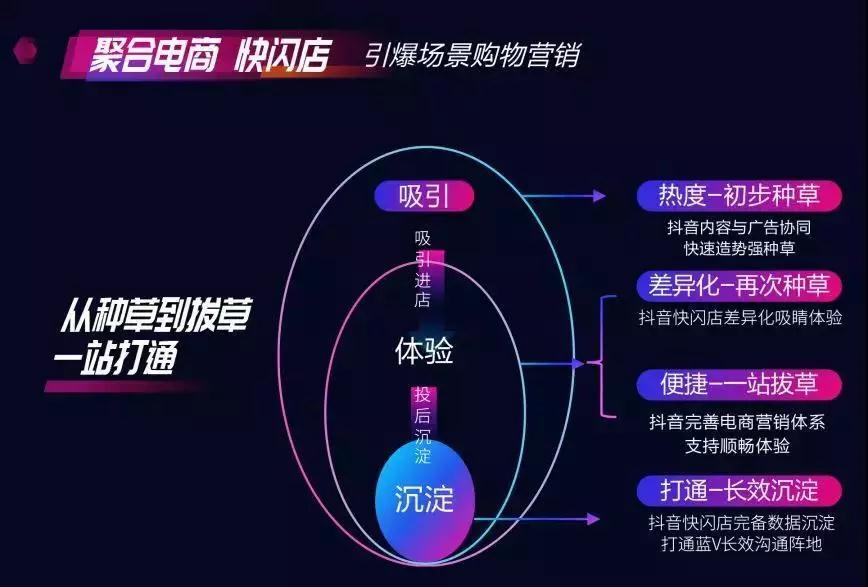 聚合电商 快闪店 引爆场景购物营销
从种草到拔草
一站打通
吸引
吸引进店
体验
投后沉淀
沉淀
热度-初步种草
抖音内容与广告协同
快速造势强种草
差异化-再次种草
抖音快闪店差异化吸睛体验
便捷-一站拔草
抖音完善电商营销体系
支持顺畅体验
打通-长效沉淀
抖音快闪店完备数据沉淀
打通蓝V长效沟通阵地